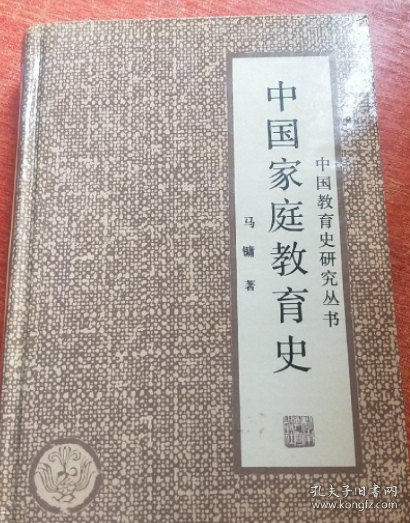 中国教育史研究丛书
中国家庭教育史
马镛 著
孔夫子旧书网
www.kongfz.com